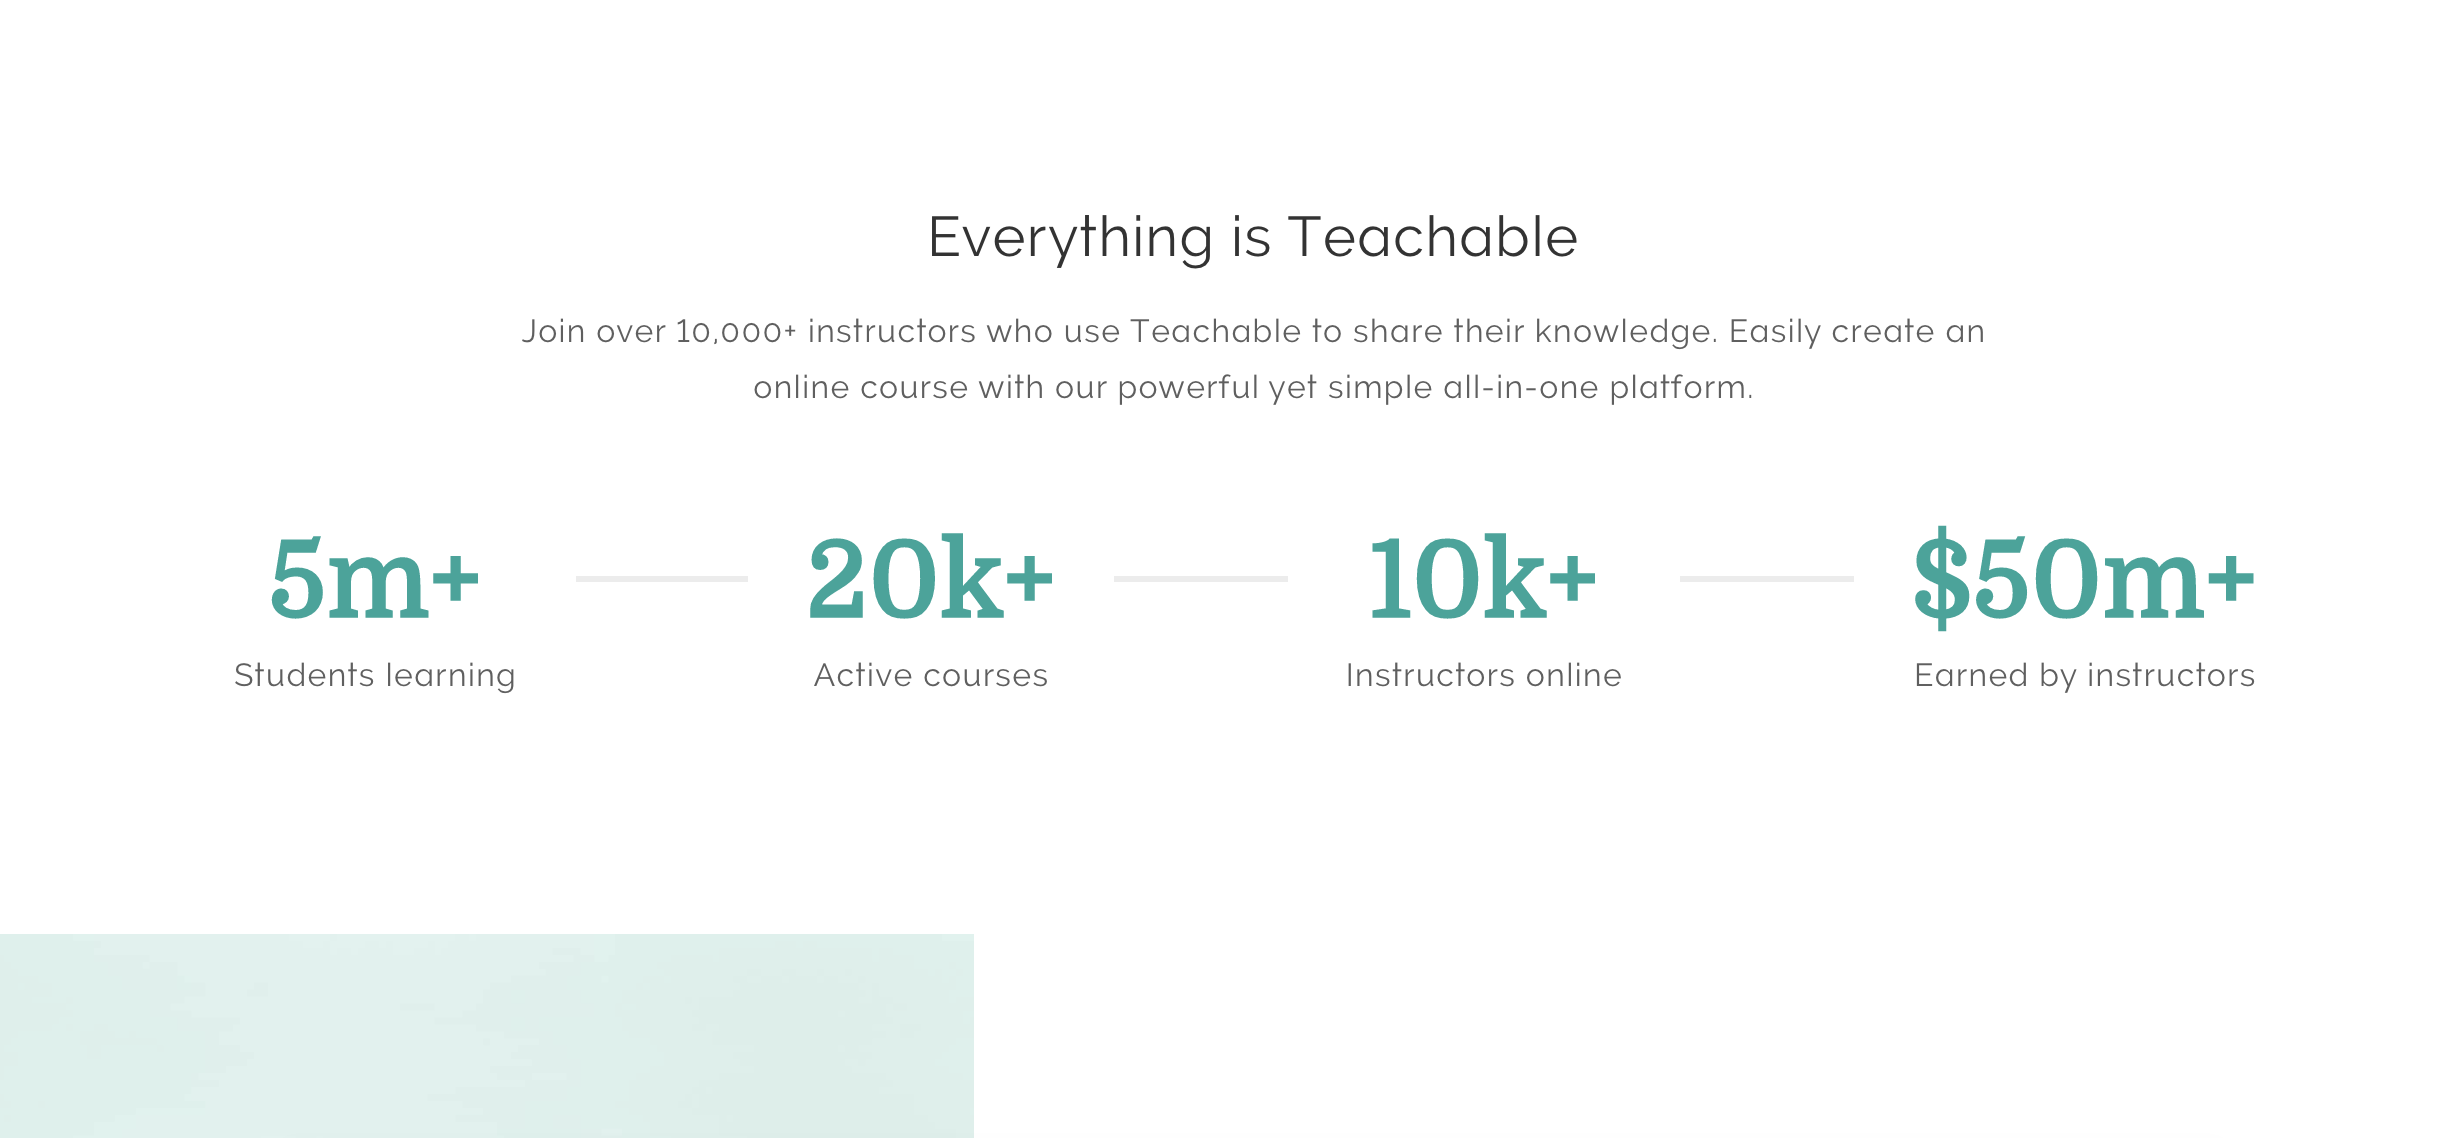 Everything is Teachable
Join over 10,000+ instructors who use Teachable to share their knowledge. Easily create an
online course with our powerful yet simple all-in-one platform.
5m+
Students learning
20k+
Active courses
10k+
Instructors online
$50m+
Earned by instructors